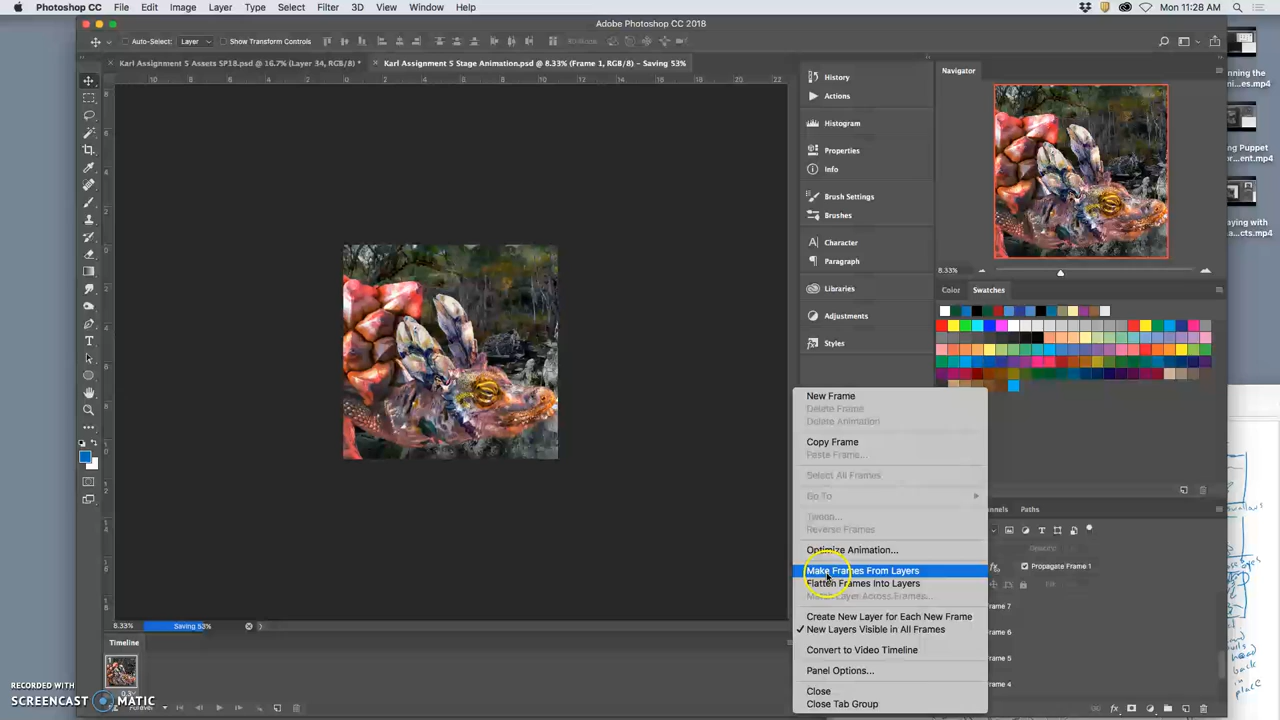 Photoshop CC File Edit Image Layer Type Select Filter 3D View Window Help
Mon 11:28 AM
Adobe Photoshop CC 2018
Auto-Select: Layer Show Transform Controls
Karl Assignment 5 Assets SP18.psd @ 16.7% (Layer 34, RGB/8) *
Karl Assignment 5 Stage Animation.psd @ 8.33% (Frame 1, RGB/8) – Saving 53%
History
Actions
Histogram
Properties
Info
Brush Settings
Brushes
Character
Paragraph
Libraries
Adjustments
Styles
Navigator
8.33%
Color Swatches
New Frame
Delete Frame
Delete Animation
Copy Frame
Paste Frame...
Select All Frames
Go To
Tween...
Reverse Frames
Optimize Animation...
Make Frames From Layers
Flatten Frames Into Layers
Create New Layer for Each New Frame
✓ New Layers Visible in All Frames
Convert to Video Timeline
Panel Options...
Close
Close Tab Group
Paths
Opacity:
Propagate Frame 1
Fill:
8.33% Saving 53%
Timeline
Forever
RECORDED WITH
SCREENCAST MATIC